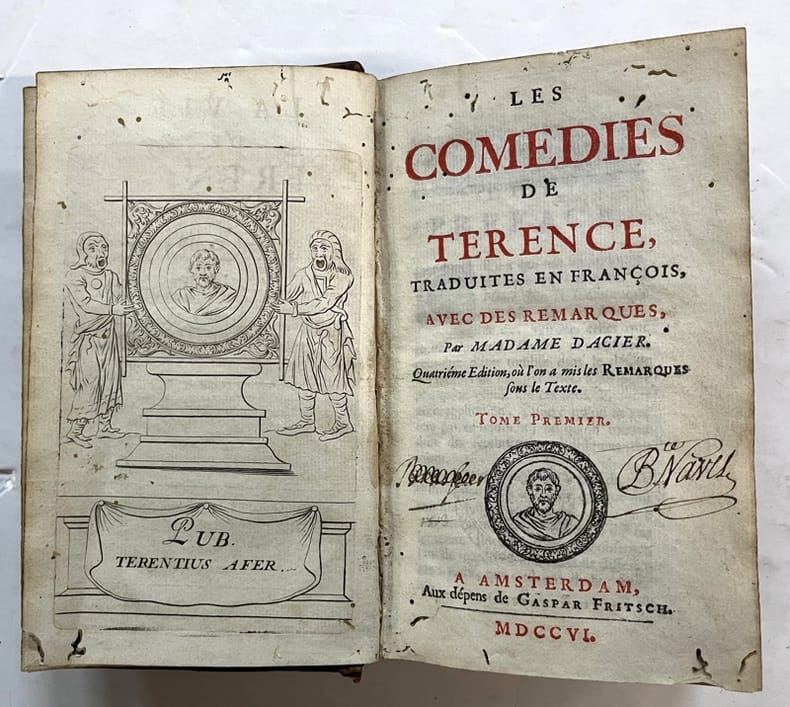 PUB.
TERENTIUS AFER.
LES
COMEDIES
DE
TERENCE,
TRADUITES EN FRANÇOIS,
AVEC DES REMARQUES,
Par MADAME DACIER.
Quatriéme Edition, où l'on a mis les REMARQUES
sous le Texte.
TOME PREMIER.
A AMSTERDAM,
Aux dépens de GASPAR FRITSCH.
MDCCVI.